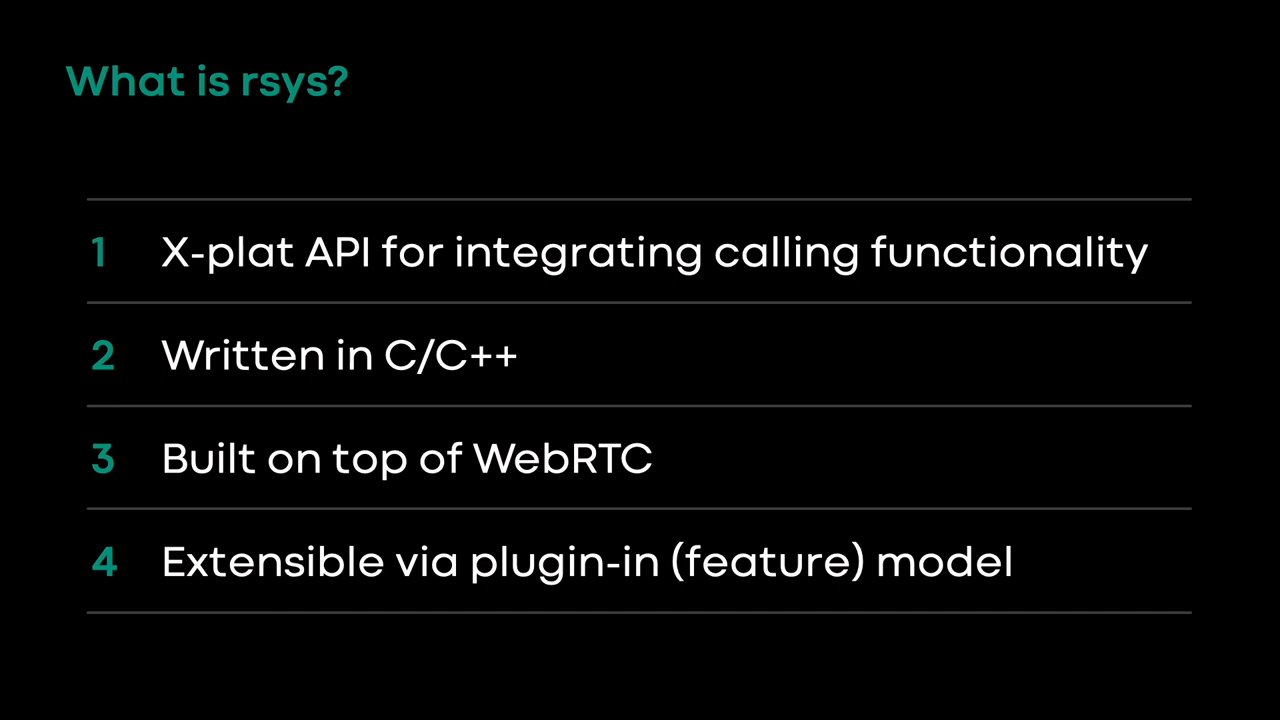 What is rsys?
1 X-plat API for integrating calling functionality
2 Written in C/C++
3 Built on top of WebRTC
4 Extensible via plugin-in (feature) model